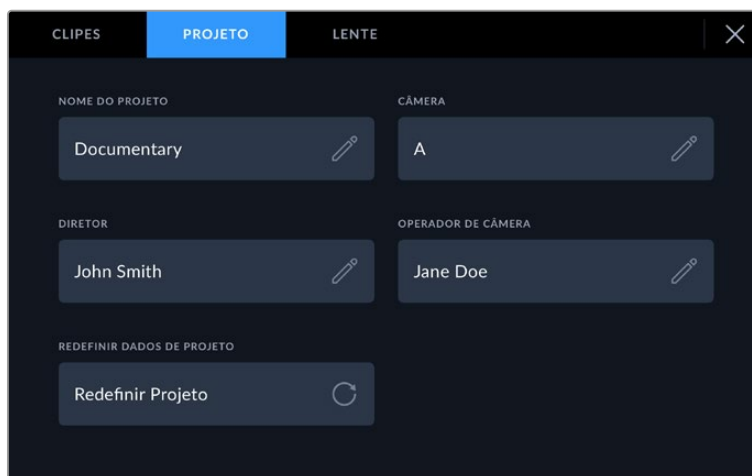 CLIPES PROJETO LENTE
NOME DO PROJETO CÂMERA
Documentary A
DIRETOR OPERADOR DE CÂMERA
John Smith Jane Doe
REDEFINIR DADOS DE PROJETO
Redefinir Projeto